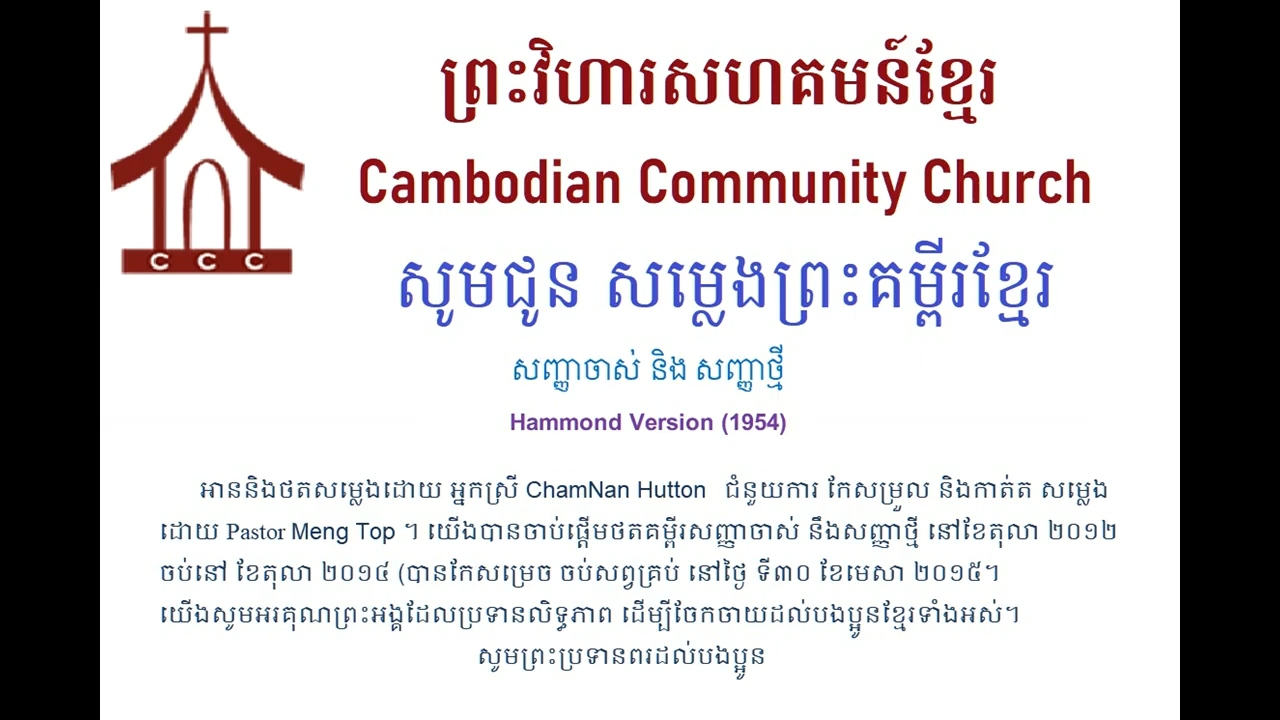 ព្រះវិហារសហគមន៍ខ្មែរ
Cambodian Community Church
C C C
សូមជូន សម្លេងព្រះគម្ពីរខ្មែរ
សញ្ញាចាស់ និង សញ្ញាថ្មី
Hammond Version (1954)
អាននិងថតសម្លេងដោយ អ្នកស្រី ChamNan Hutton ជំនួយការ កែសម្រួល និងកាត់ត សម្លេង
ដោយ Pastor Meng Top ។ យើងបានចាប់ផ្តើមថតគម្ពីរសញ្ញាចាស់ នឹងសញ្ញាថ្មី នៅខែតុលា ២០១២
ចប់នៅ ខែតុលា ២០១៤ (បានកែសម្រេច ចប់សព្វគ្រប់ នៅថ្ងៃ ទី៣០ ខែមេសា ២០១៥។
យើងសូមអរគុណព្រះអង្គដែលប្រទានលិទ្ធភាព ដើម្បីចែកចាយដល់បងប្អូនខ្មែរទាំងអស់។
សូមព្រះប្រទានពរដល់បងប្អូន